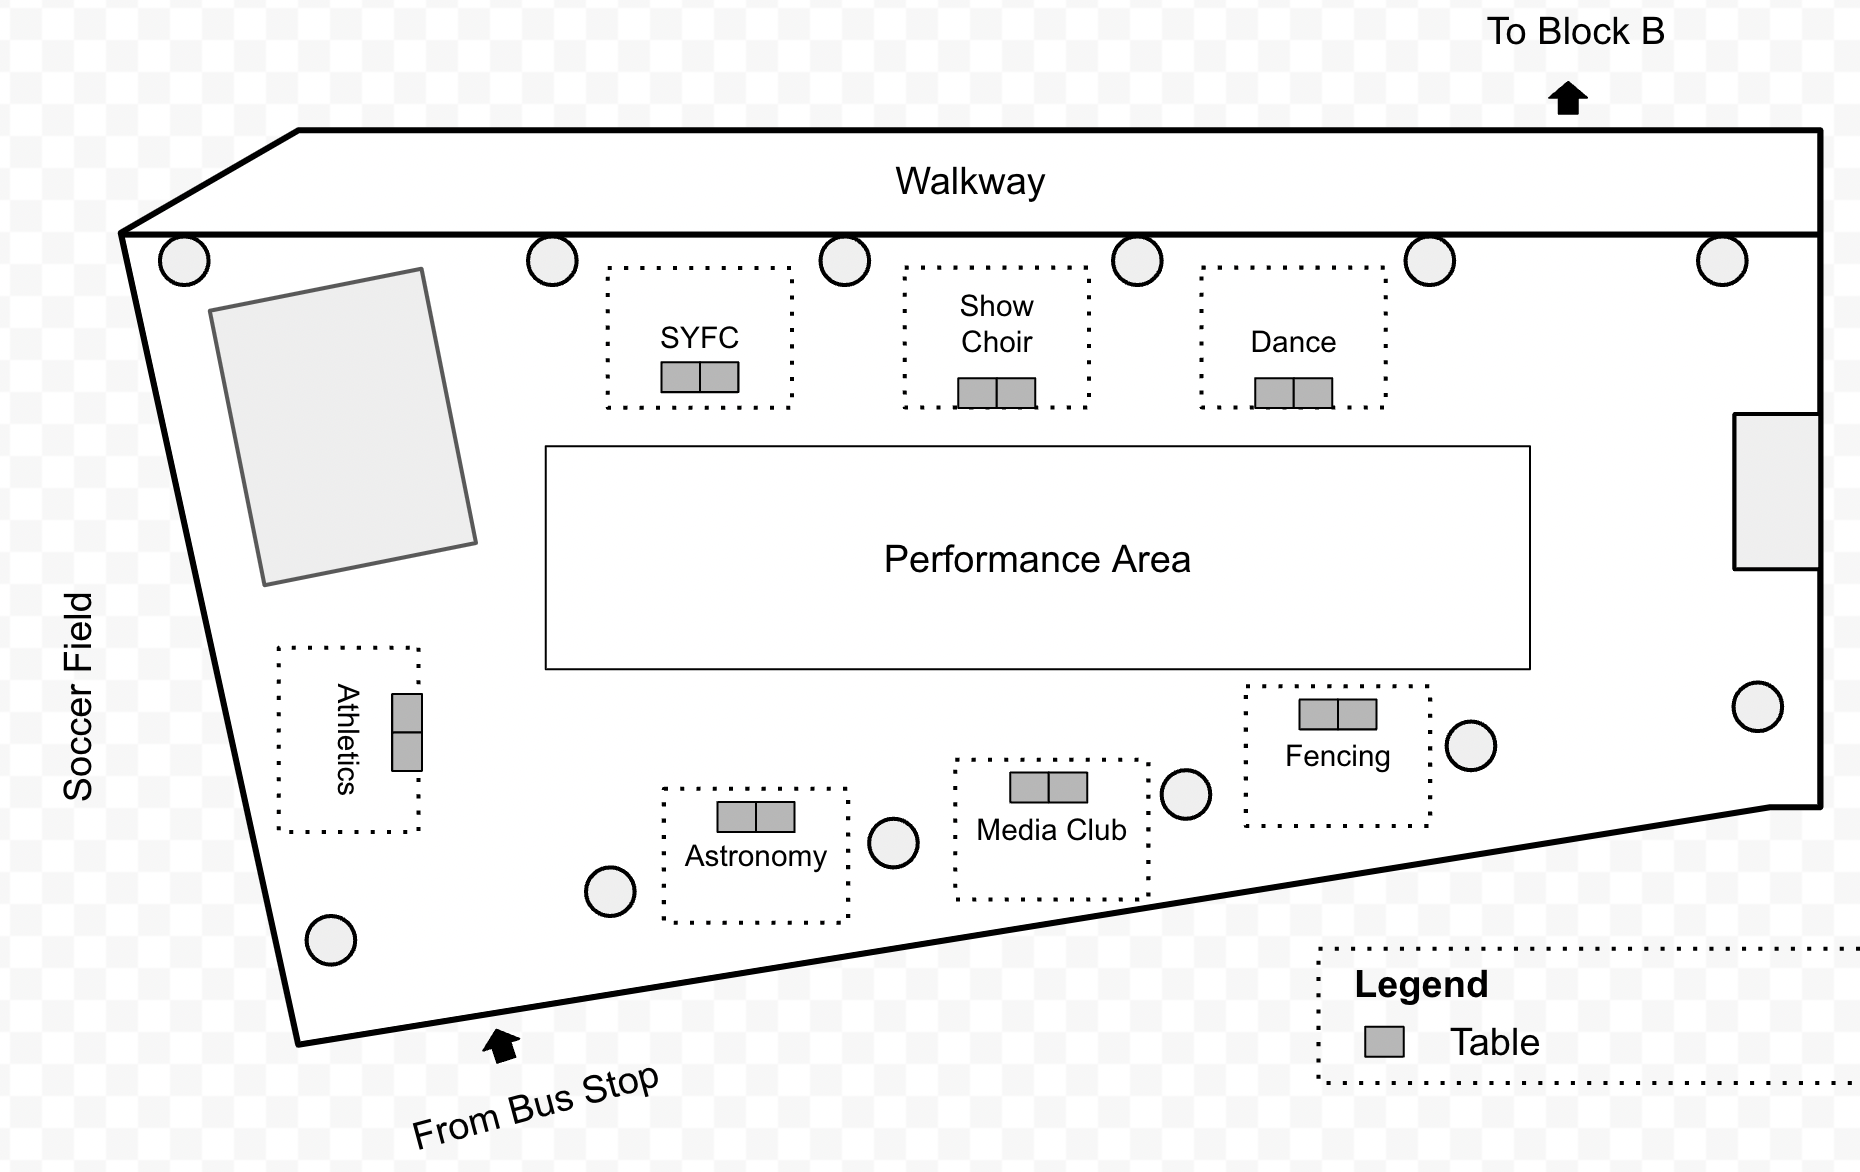 To Block B
Walkway
SYFC
Show
Choir
Dance
Performance Area
Soccer Field
Athletics
Astronomy
Media Club
Fencing
From Bus Stop
Legend
Table